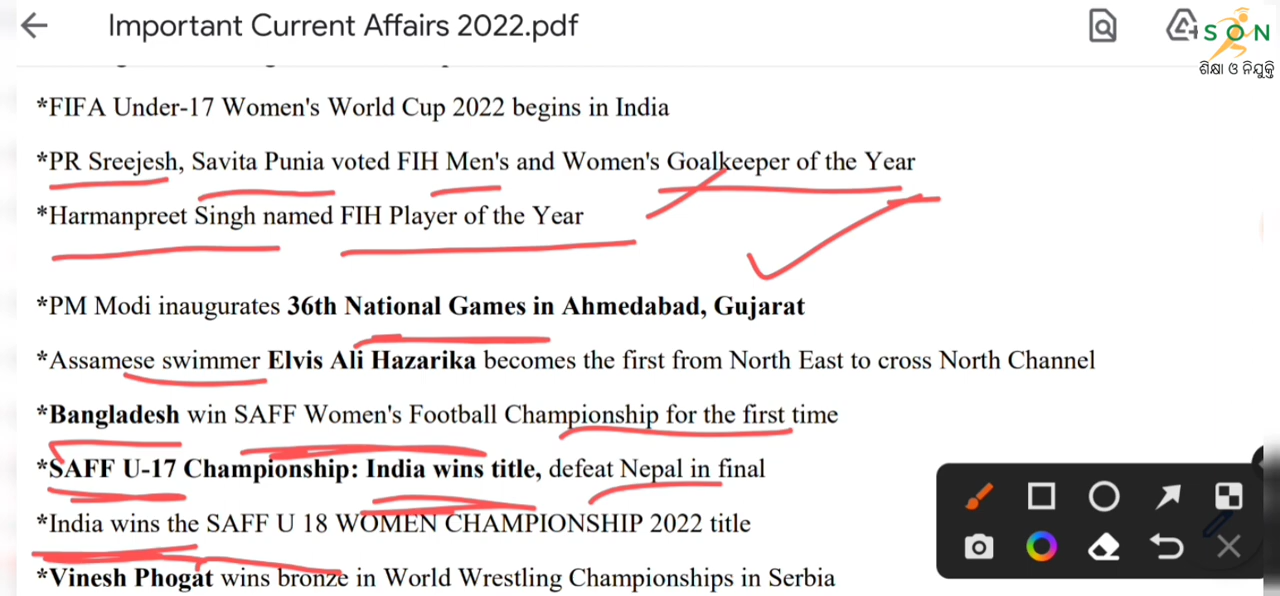 Important Current Affairs 2022.pdf
SON
ଶିକ୍ଷା ଓ ନିଯୁକ୍ତି
*FIFA Under-17 Women's World Cup 2022 begins in India
*PR Sreejesh, Savita Punia voted FIH Men's and Women's Goalkeeper of the Year
*Harmanpreet Singh named FIH Player of the Year
*PM Modi inaugurates 36th National Games in Ahmedabad, Gujarat
*Assamese swimmer Elvis Ali Hazarika becomes the first from North East to cross North Channel
*Bangladesh win SAFF Women's Football Championship for the first time
*SAFF U-17 Championship: India wins title, defeat Nepal in final
*India wins the SAFF U 18 WOMEN CHAMPIONSHIP 2022 title
*Vinesh Phogat wins bronze in World Wrestling Championships in Serbia